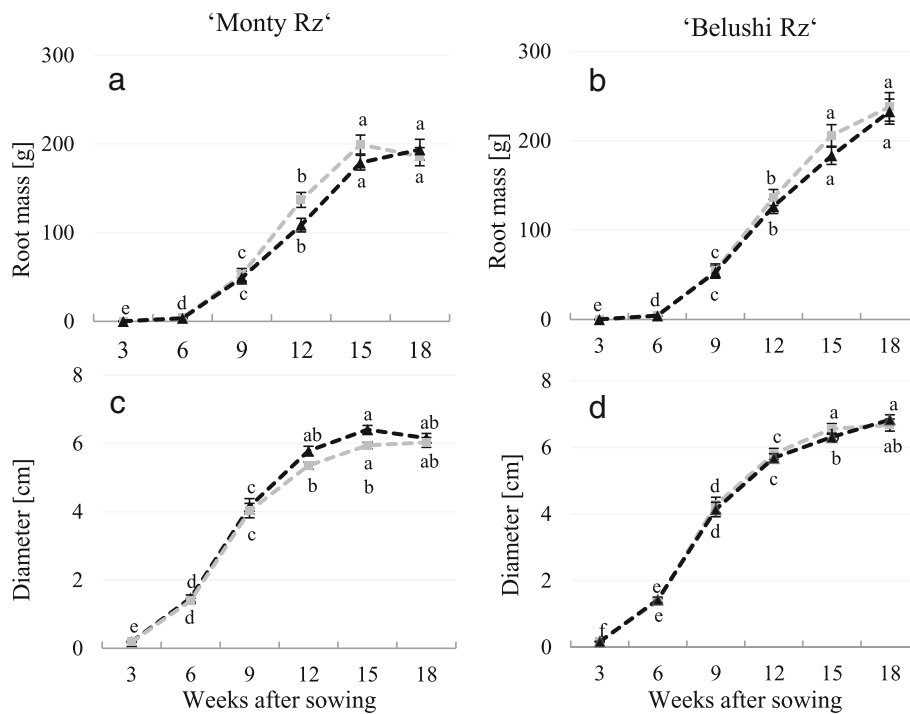 ‘Monty Rz‘
‘Belushi Rz‘
a
Root mass [g]
300
200
100
0
e
d
c
c
b
b
a
a
a
a
3 6 9 12 15 18
b
Root mass [g]
300
200
100
0
e
d
c
c
b
b
a
a
a
a
3 6 9 12 15 18
c
Diameter [cm]
8
6
4
2
0
e
d
d
c
c
ab
b
a
a
b
ab
ab
3 6 9 12 15 18
Weeks after sowing
d
Diameter [cm]
8
6
4
2
0
f
e
e
d
d
c
c
a
b
a
ab
3 6 9 12 15 18
Weeks after sowing